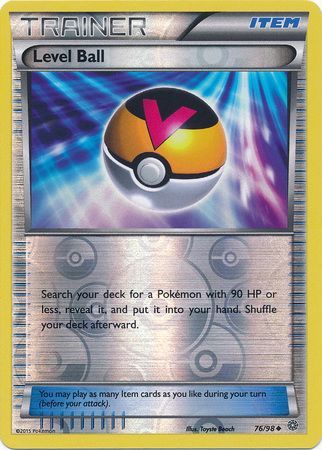 TRAINER
ITEM
Level Ball
Search your deck for a Pokémon with 90 HP or
less, reveal it, and put it into your hand. Shuffle
your deck afterward.
You may play as many Item cards as you like during your turn
(before your attack).
©2015 Pokémon
Illus. Toyste Beach
76/98